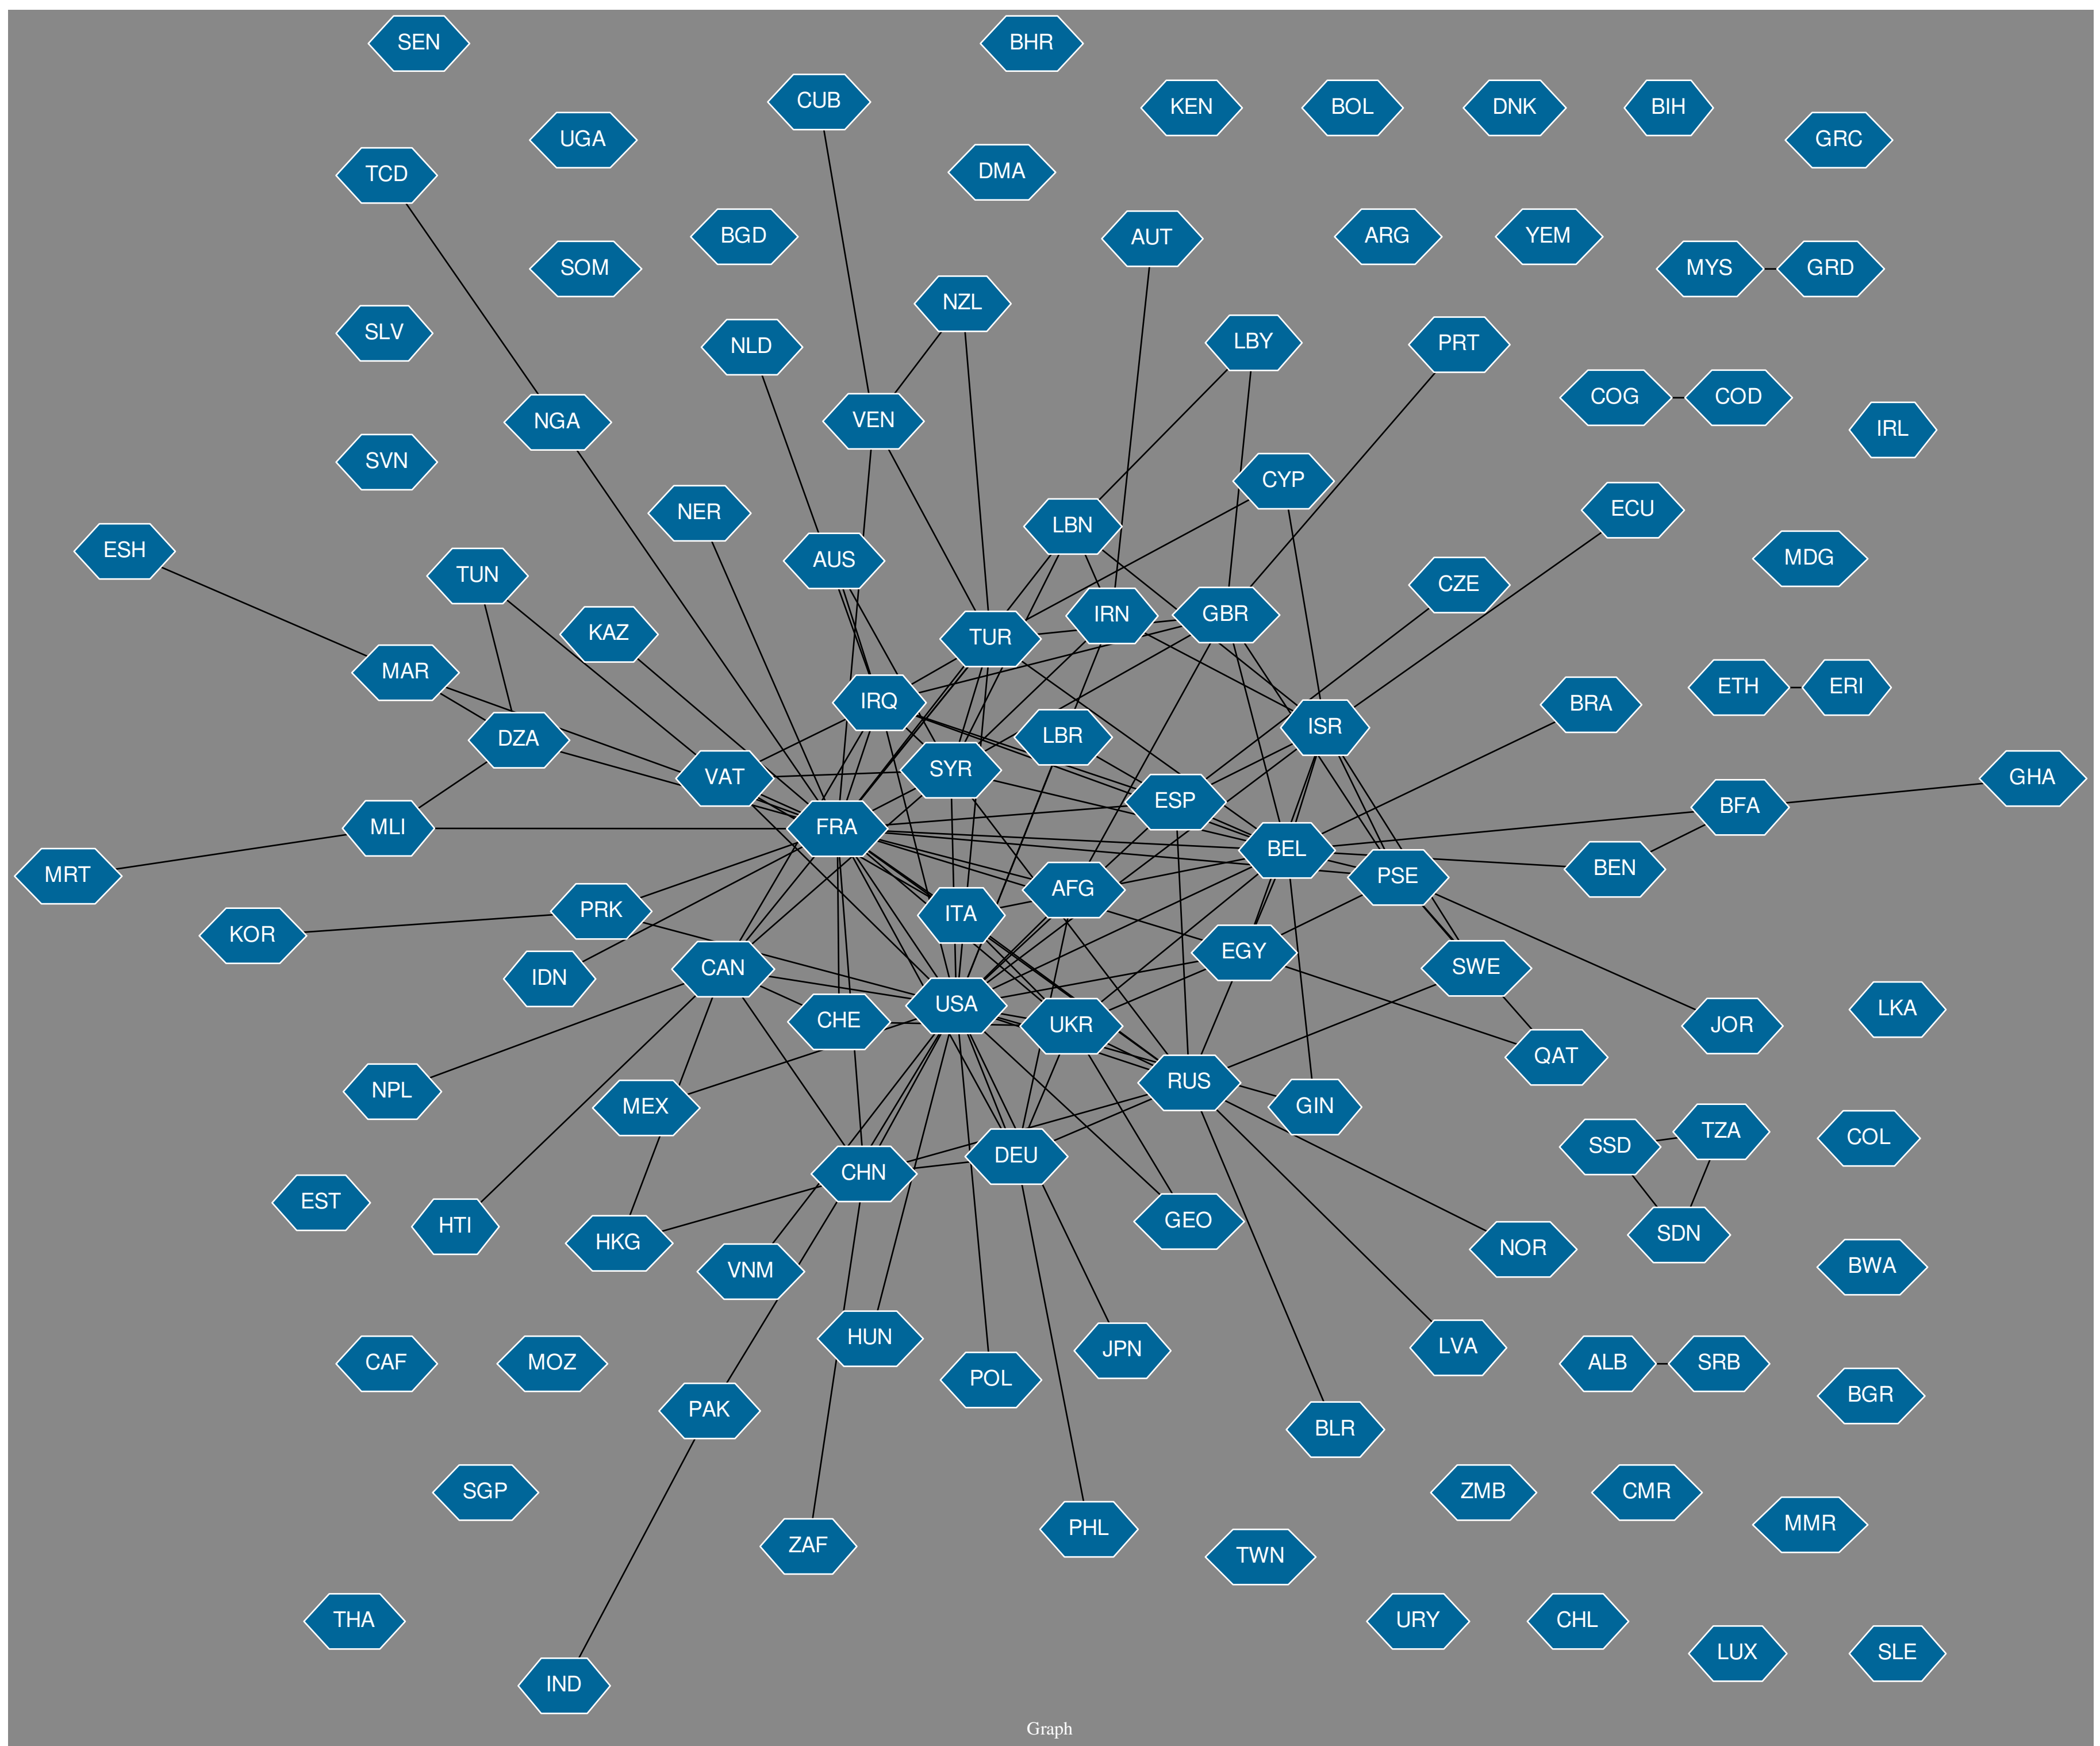 SEN
BHR
CUB
KEN
BOL
DNK
BIH
GRC
UGA
TCD
DMA
BGD
AUT
ARG
YEM
SOM
MYS
GRD
NZL
SLV
NLD
LBY
PRT
COG
COD
NGA
VEN
IRL
SVN
CYP
NER
LBN
ECU
ESH
TUN
AUS
MDG
CZE
KAZ
TUR
IRN
GBR
MAR
IRQ
ETH
ERI
BRA
DZA
LBR
ISR
VAT
SYR
GHA
ESP
BFA
MLI
FRA
BEL
MRT
BEN
PSE
PRK
ITA
AFG
KOR
IDN
CAN
EGY
SWE
USA
LKA
CHE
UKR
JOR
QAT
NPL
RUS
MEX
GIN
SSD
TZA
COL
CHN
DEU
EST
HTI
HKG
GEO
NOR
SDN
VNM
BWA
HUN
JPN
LVA
CAF
MOZ
POL
ALB
SRB
PAK
BGR
BLR
SGP
ZAF
PHL
ZMB
CMR
MMR
TWN
THA
URY
CHL
LUX
SLE
IND
Graph